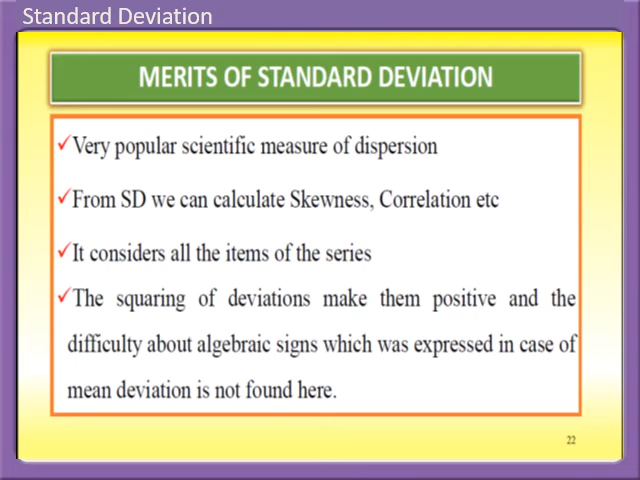 Standard Deviation
MERITS OF STANDARD DEVIATION
✓Very popular scientific measure of dispersion
✓From SD we can calculate Skewness, Correlation etc
✓It considers all the items of the series
✓The squaring of deviations make them positive and the
difficulty about algebraic signs which was expressed in case of
mean deviation is not found here.
22